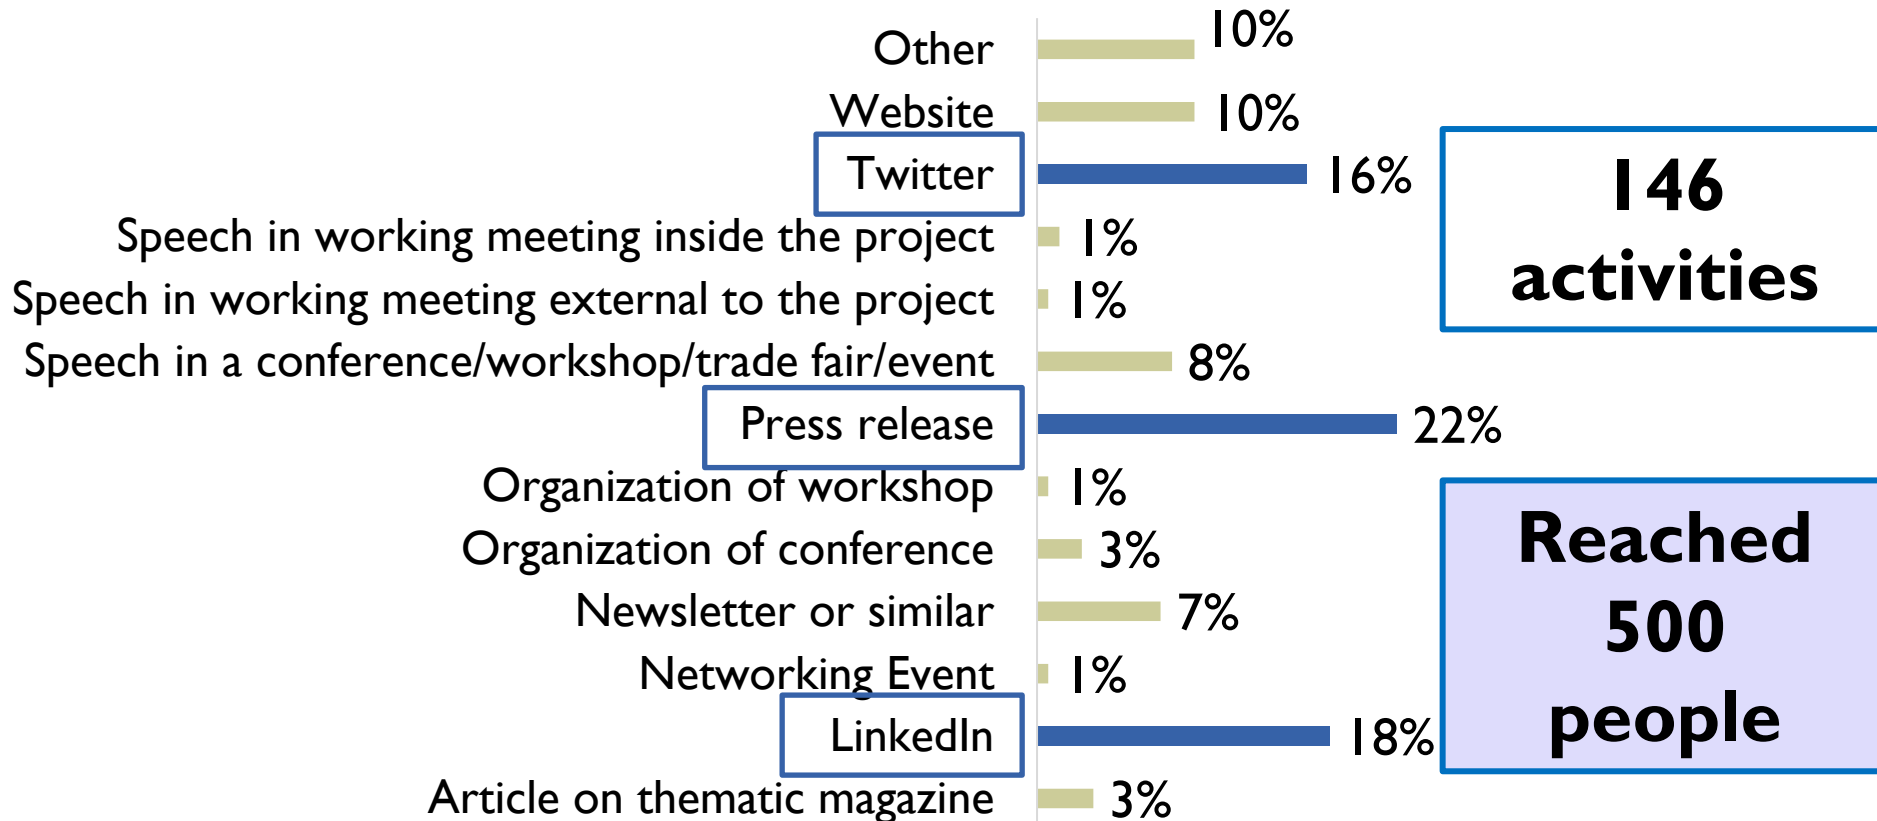 Other 10%
Website 10%
Twitter 16%
Speech in working meeting inside the project 1%
Speech in working meeting external to the project 1%
Speech in a conference/workshop/trade fair/event 8%
Press release 22%
Organization of workshop 1%
Organization of conference 3%
Newsletter or similar 7%
Networking Event 1%
LinkedIn 18%
Article on thematic magazine 3%
146
activities
Reached
500
people